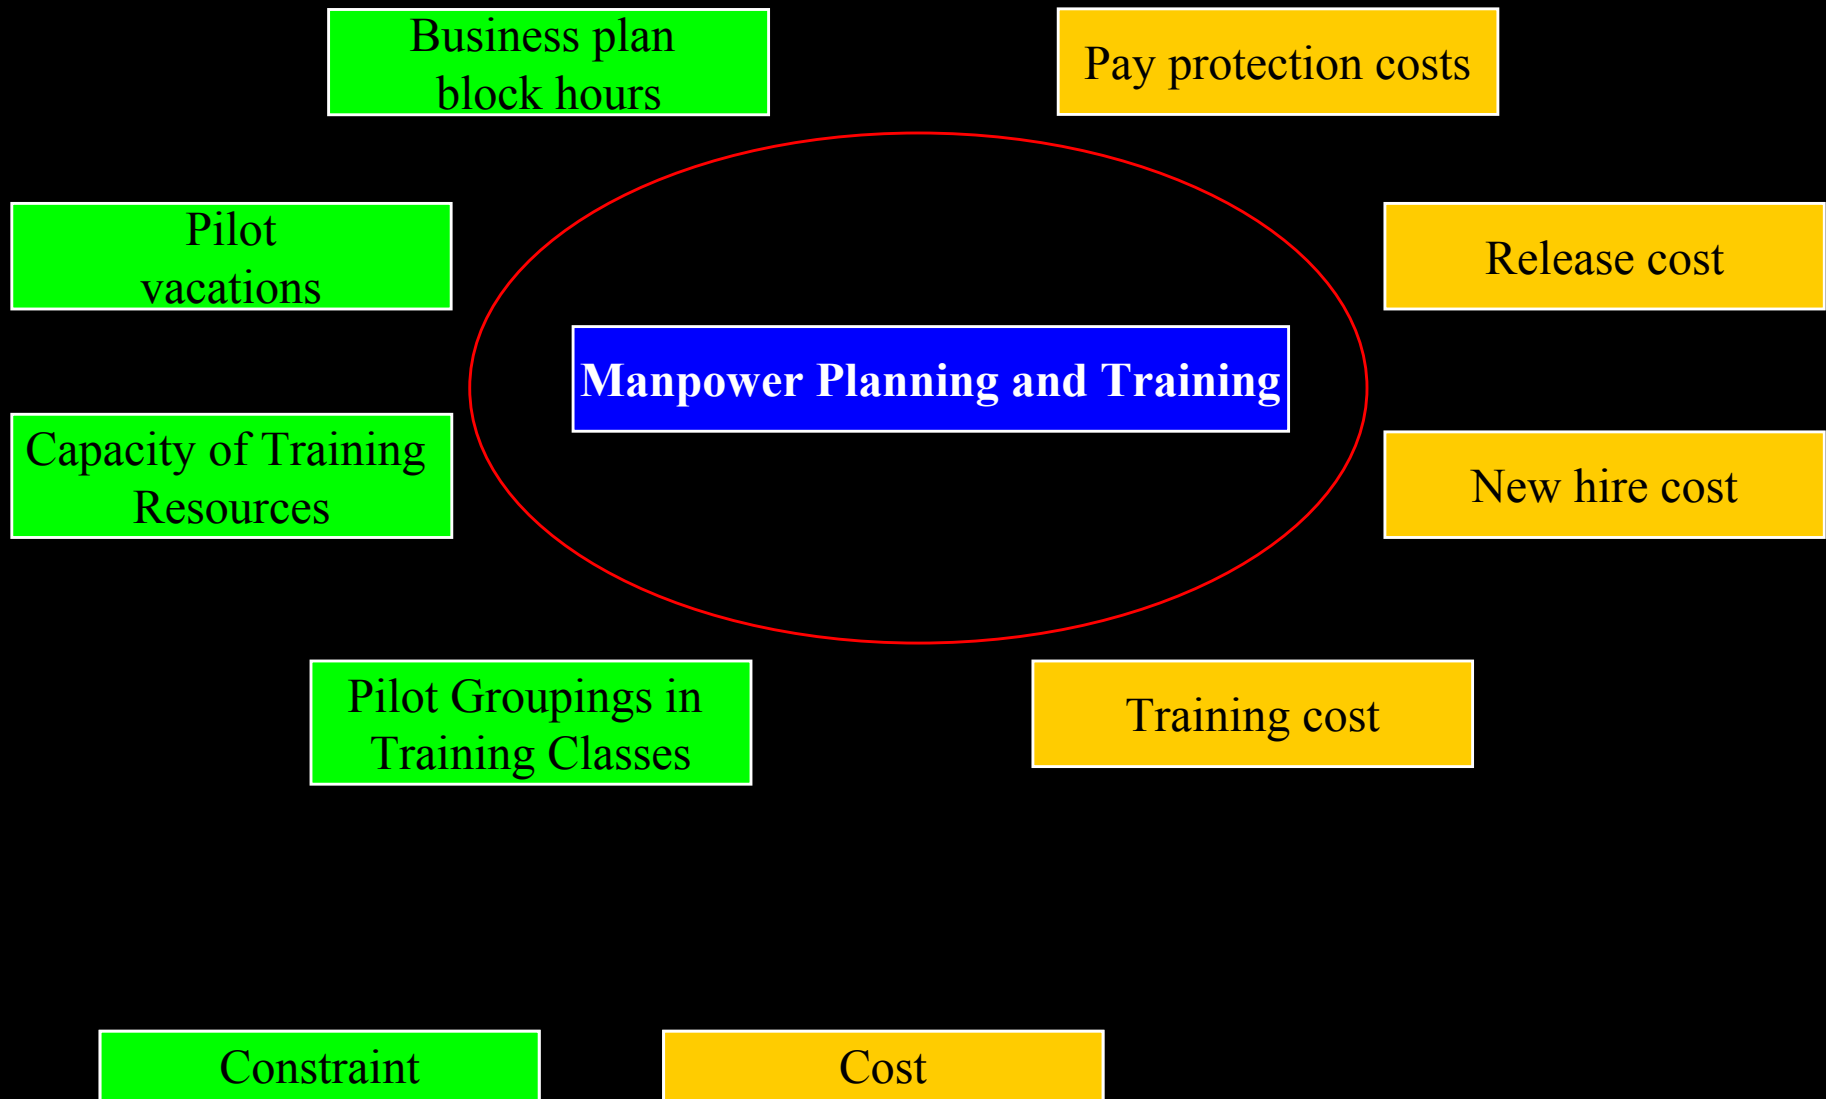 Business plan
block hours
Pay protection costs
Pilot
vacations
Release cost
Manpower Planning and Training
Capacity of Training
Resources
New hire cost
Pilot Groupings in
Training Classes
Training cost
Constraint
Cost